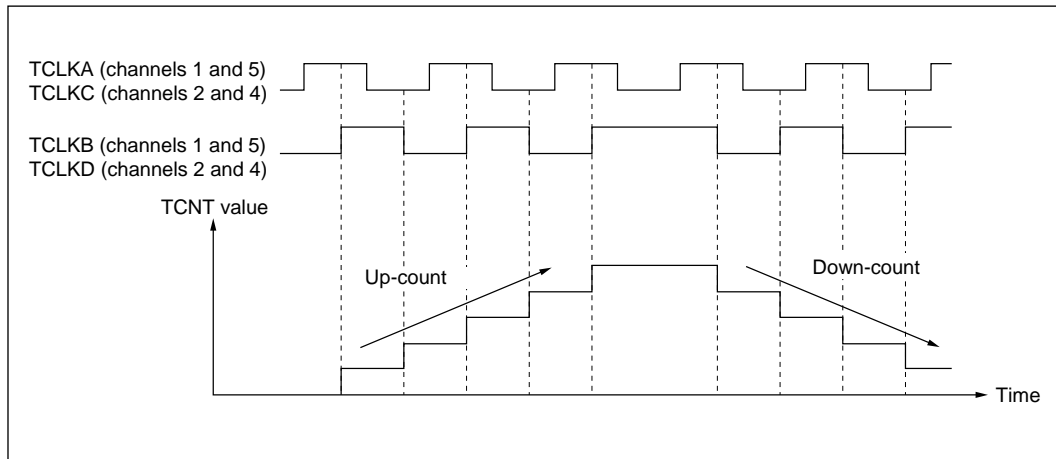 TCLKA (channels 1 and 5)
TCLKC (channels 2 and 4)
TCLKB (channels 1 and 5)
TCLKD (channels 2 and 4)
TCNT value
Up-count
Down-count
Time